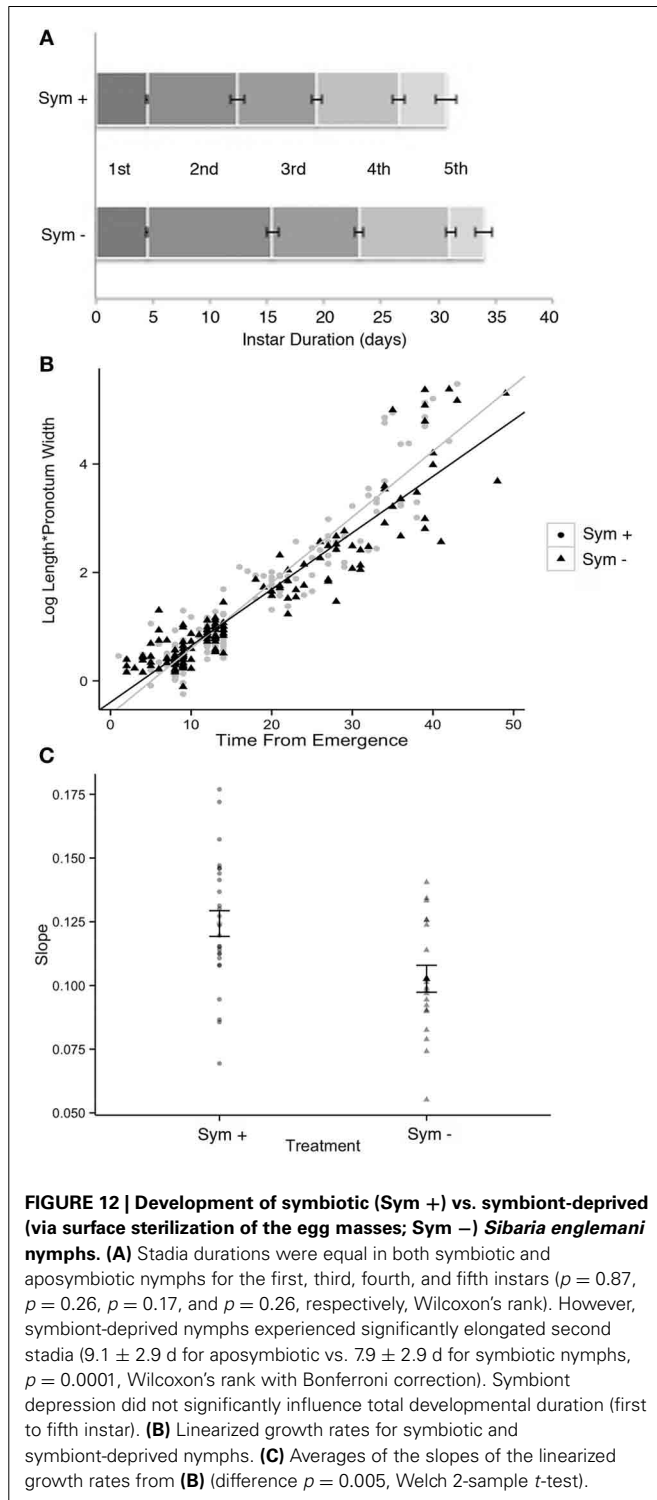 A
Sym +
1st 2nd 3rd 4th 5th
Sym -
0 5 10 15 20 25 30 35 40
Instar Duration (days)
B
Log Length*Pronotum Width
4
2
0
0 10 20 30 40 50
Time From Emergence
Sym +
Sym -
C
Slope
0.175
0.150
0.125
0.100
0.075
0.050
Sym + Treatment Sym -
FIGURE 12 | Development of symbiotic (Sym +) vs. symbiont-deprived
(via surface sterilization of the egg masses; Sym −) Sibaria englemani
nymphs. (A) Stadia durations were equal in both symbiotic and
aposymbiotic nymphs for the first, third, fourth, and fifth instars (p = 0.87,
p = 0.26, p = 0.17, and p = 0.26, respectively, Wilcoxon's rank). However,
symbiont-deprived nymphs experienced significantly elongated second
stadia (9.1 ± 2.9 d for aposymbiotic vs. 7.9 ± 2.9 d for symbiotic nymphs,
p = 0.0001, Wilcoxon's rank with Bonferroni correction). Symbiont
depression did not significantly influence total developmental duration (first
to fifth instar). (B) Linearized growth rates for symbiotic and
symbiont-deprived nymphs. (C) Averages of the slopes of the linearized
growth rates from (B) (difference p = 0.005, Welch 2-sample t-test).